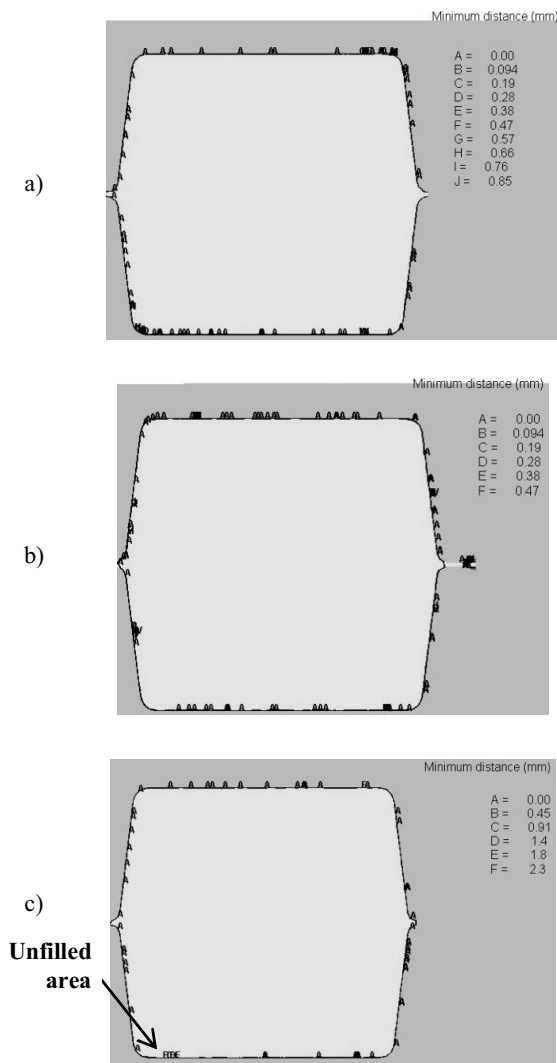 Minimum distance (mm)
A = 0.00
B = 0.094
C = 0.19
D = 0.28
E = 0.38
F = 0.47
G = 0.57
H = 0.66
I = 0.76
J = 0.85
a)
Minimum distance (mm)
A = 0.00
B = 0.094
C = 0.19
D = 0.28
E = 0.38
F = 0.47
b)
Minimum distance (mm)
A = 0.00
B = 0.45
C = 0.91
D = 1.4
E = 1.8
F = 2.3
c)
Unfilled
area